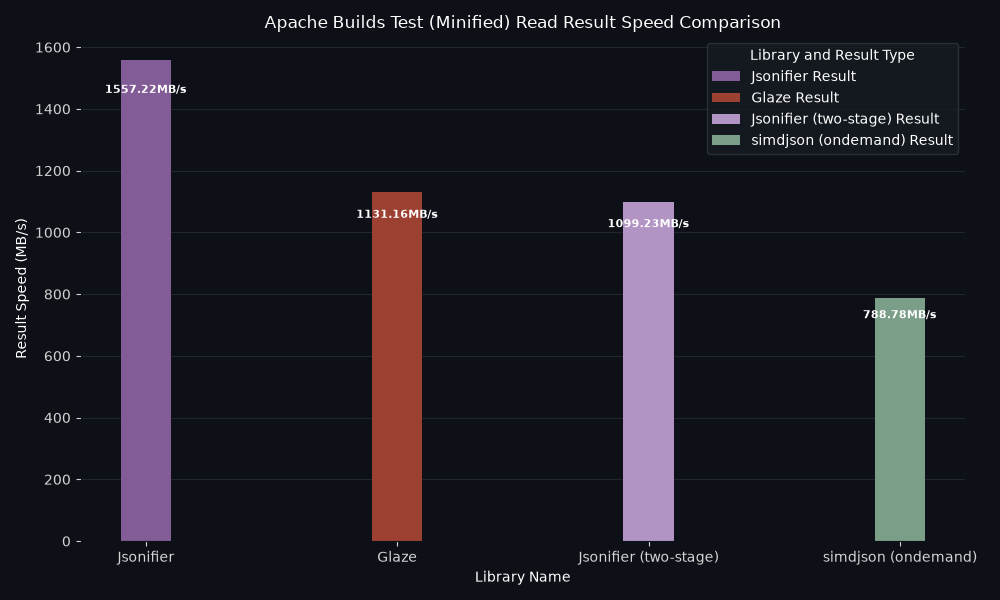 Apache Builds Test (Minified) Read Result Speed Comparison
Library and Result Type
Jsonifier Result
Glaze Result
Jsonifier (two-stage) Result
simdjson (ondemand) Result
Result Speed (MB/s)
1600
1400
1200
1000
800
600
400
200
0
1557.22MB/s
1131.16MB/s
1099.23MB/s
788.78MB/s
Jsonifier
Glaze
Jsonifier (two-stage)
simdjson (ondemand)
Library Name